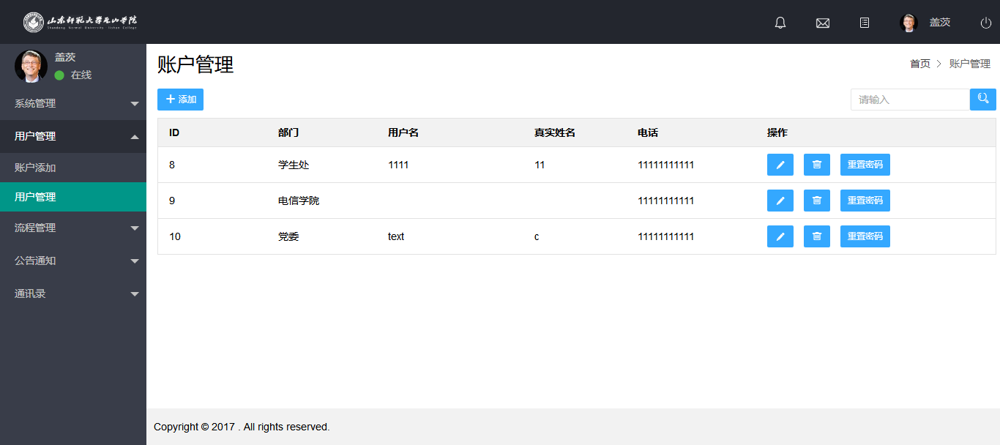 山东师范大学历山学院
Shandong Normal University · Lishan College
盖茨
盖茨
在线
系统管理
用户管理
账户添加
用户管理
流程管理
公告通知
通讯录
账户管理
首页 > 账户管理
添加
请输入
ID 部门 用户名 真实姓名 电话 操作
8 学生处 1111 11 11111111111 重置密码
9 电信学院 11111111111 重置密码
10 党委 text c 11111111111 重置密码
Copyright © 2017 . All rights reserved.